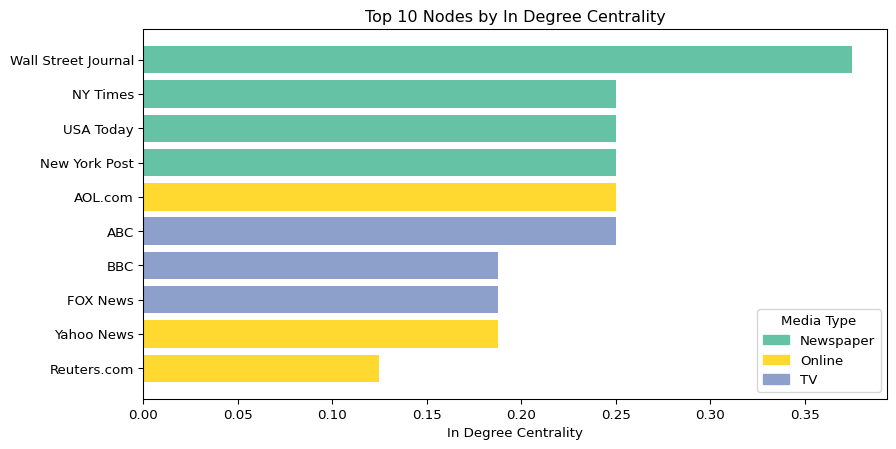 Top 10 Nodes by In Degree Centrality
Wall Street Journal
NY Times
USA Today
New York Post
AOL.com
ABC
BBC
FOX News
Yahoo News
Reuters.com
Media Type
Newspaper
Online
TV
0.00 0.05 0.10 0.15 0.20 0.25 0.30 0.35
In Degree Centrality